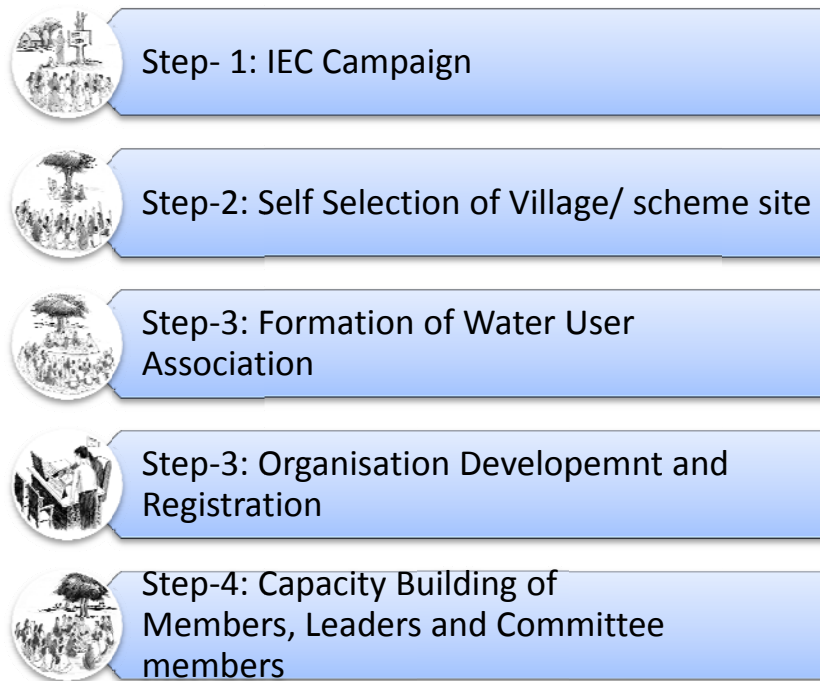 Step- 1: IEC Campaign
Step-2: Self Selection of Village/ scheme site
Step-3: Formation of Water User
Association
Step-3: Organisation Developemnt and
Registration
Step-4: Capacity Building of
Members, Leaders and Committee
members